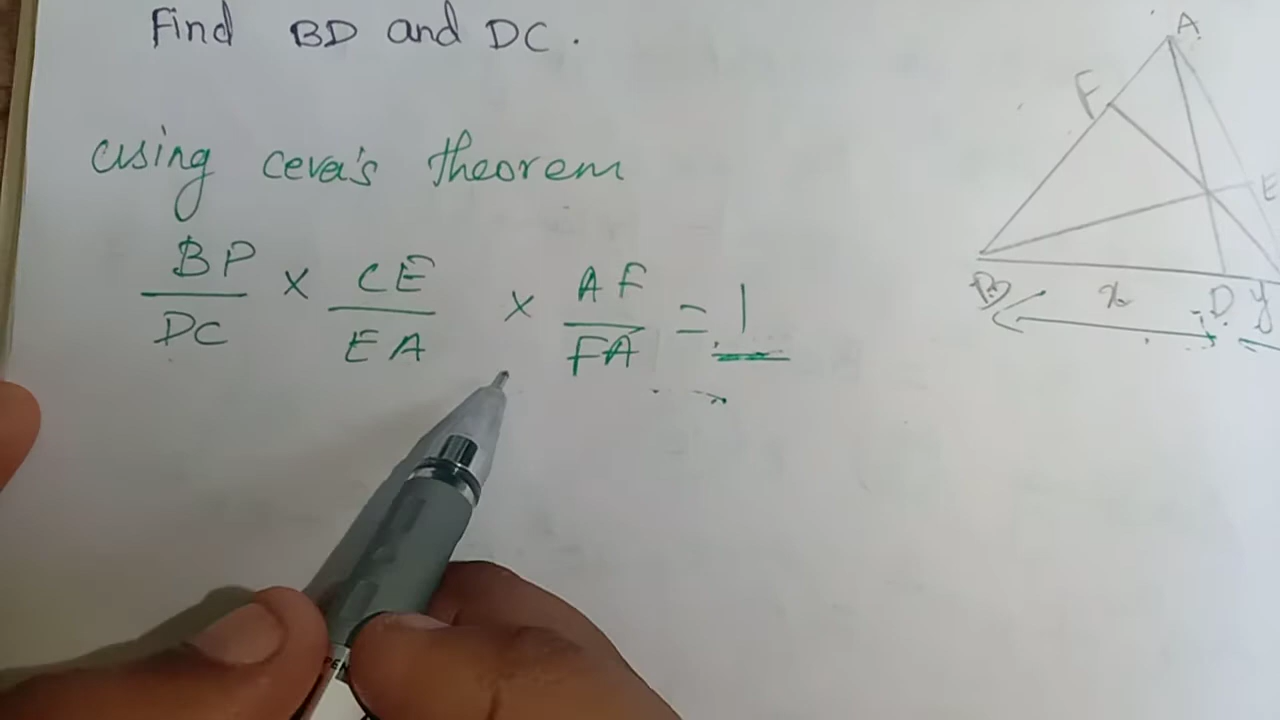 Find BD and DC.
using ceva's theorem
BP/DC × CE/EA × AF/FA = 1
A
F
E
B x D y